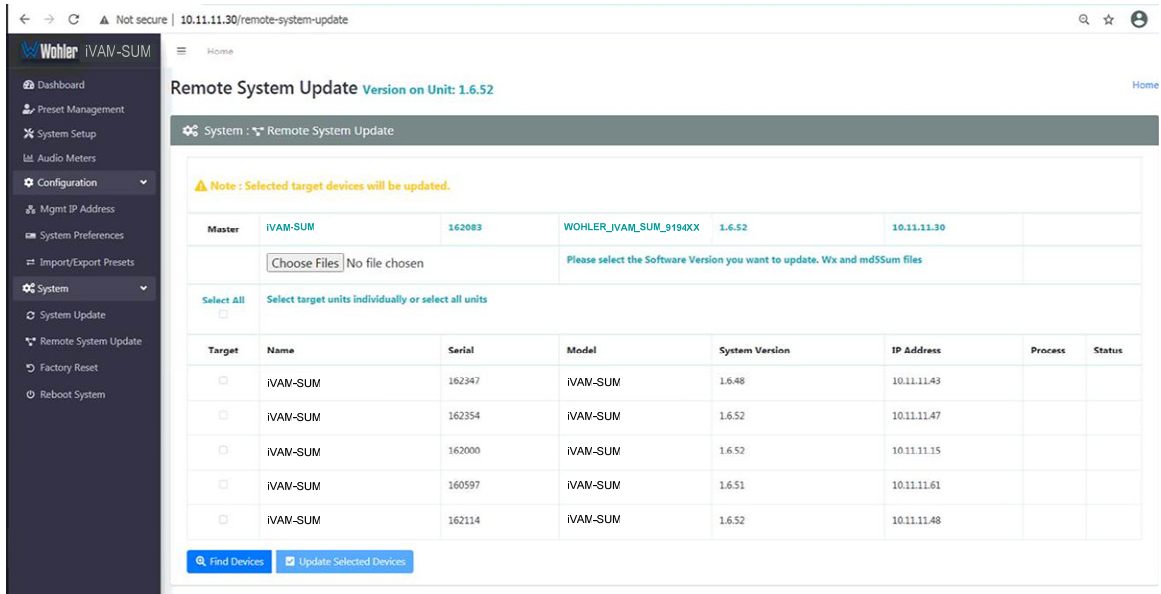 Not secure | 10.11.11.30/remote-system-update
Wohler iVAM-SUM
Home
Dashboard
Preset Management
System Setup
Audio Meters
Configuration
Mgmt IP Address
System Preferences
Import/Export Presets
System
System Update
Remote System Update
Factory Reset
Reboot System
Remote System Update Version on Unit: 1.6.52
Home
System : Remote System Update
Note : Selected target devices will be updated.
Master iVAM-SUM 162083 WOHLER_IVAM_SUM_9194XX 1.6.52 10.11.11.30
Choose Files No file chosen Please select the Software Version you want to update. Wx and md5Sum files
Select All Select target units individually or select all units
Target Name Serial Model System Version IP Address Process Status
iVAM-SUM 162347 iVAM-SUM 1.6.48 10.11.11.43
iVAM-SUM 162354 iVAM-SUM 1.6.52 10.11.11.47
iVAM-SUM 162000 iVAM-SUM 1.6.52 10.11.11.15
iVAM-SUM 160597 iVAM-SUM 1.6.51 10.11.11.61
iVAM-SUM 162114 iVAM-SUM 1.6.52 10.11.11.48
Find Devices Update Selected Devices